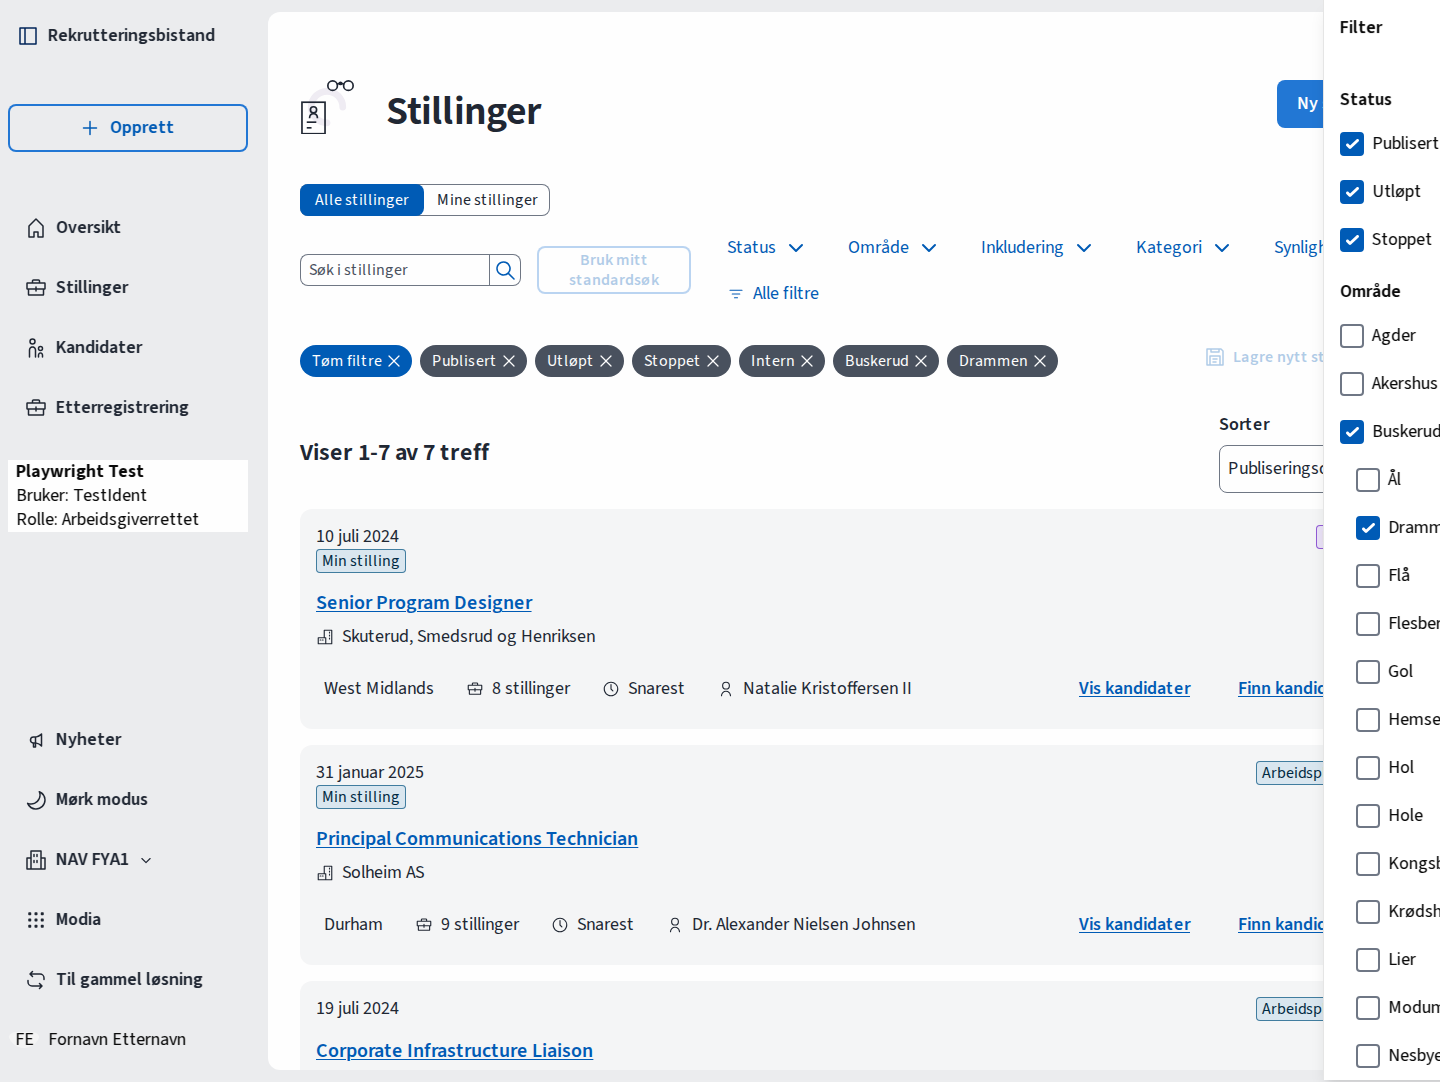 Rekrutteringsbistand
Opprett
Oversikt
Stillinger
Kandidater
Etterregistrering
Playwright Test
Bruker: TestIdent
Rolle: Arbeidsgiverrettet
Nyheter
Mørk modus
NAV FYA1
Modia
Til gammel løsning
FE Fornavn Etternavn
Stillinger
Ny
Alle stillinger Mine stillinger
Søk i stillinger
Bruk mitt
standardsøk
Status Område Inkludering Kategori Synligh
Alle filtre
Tøm filtre Publisert Utløpt Stoppet Intern Buskerud Drammen
Lagre nytt st
Viser 1-7 av 7 treff
Sorter
Publiseringsd
10 juli 2024
Min stilling
Senior Program Designer
Skuterud, Smedsrud og Henriksen
West Midlands 8 stillinger Snarest Natalie Kristoffersen II Vis kandidater Finn kandid
31 januar 2025
Arbeidsp
Min stilling
Principal Communications Technician
Solheim AS
Durham 9 stillinger Snarest Dr. Alexander Nielsen Johnsen Vis kandidater Finn kandid
19 juli 2024
Arbeidsp
Corporate Infrastructure Liaison
Filter
Status
Publisert
Utløpt
Stoppet
Område
Agder
Akershus
Buskerud
Ål
Dramm
Flå
Flesber
Gol
Hemse
Hol
Hole
Kongsb
Krødsh
Lier
Modum
Nesbye